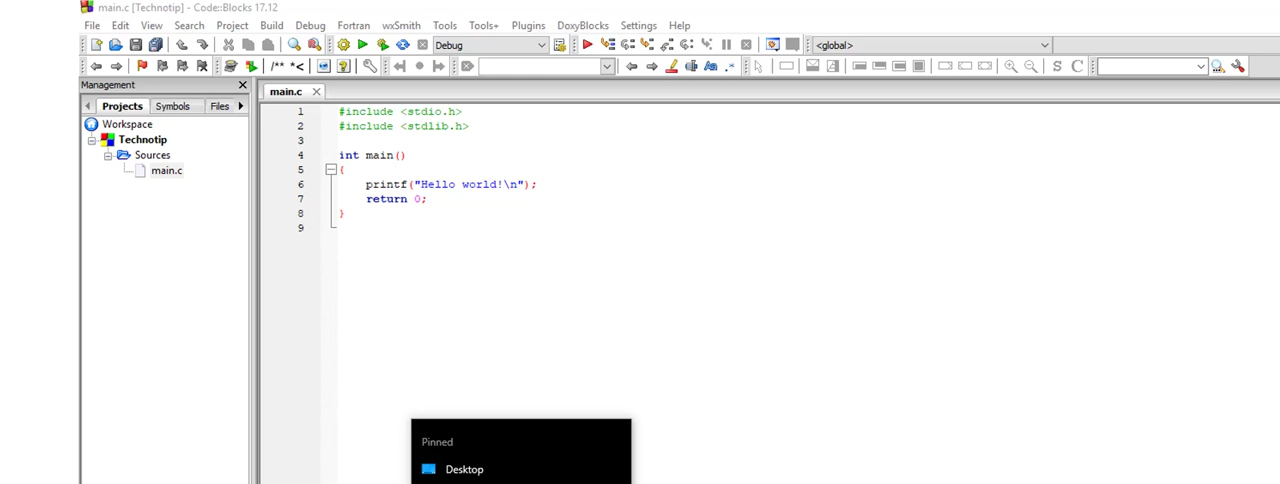 main.c [Technotip] - Code::Blocks 17.12
File Edit View Search Project Build Debug Fortran wxSmith Tools Tools+ Plugins DoxyBlocks Settings Help
Debug <global>
/** *<
Management
Projects Symbols Files
main.c
Workspace
Technotip
Sources
main.c
1 #include <stdio.h>
2 #include <stdlib.h>
3
4 int main()
5 {
6 printf("Hello world!\n");
7 return 0;
8 }
9
Pinned
Desktop